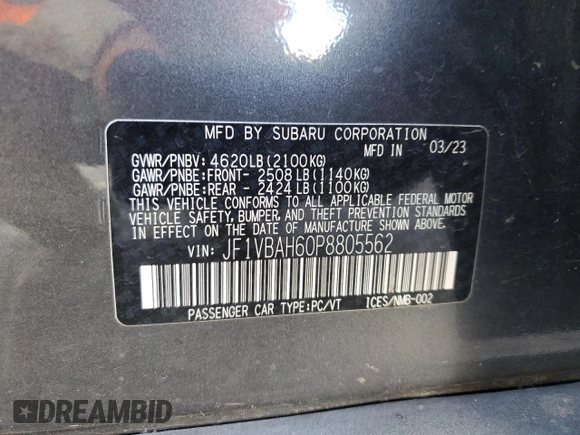 MFD BY SUBARU CORPORATION
MFD IN 03/23
GVWR/PNBV: 4620LB(2100KG)
GAWR/PNBE:FRONT- 2508LB(1140KG)
GAWR/PNBE:REAR - 2424LB(1100KG)
THIS VEHICLE CONFORMS TO ALL APPLICABLE FEDERAL MOTOR
VEHICLE SAFETY, BUMPER, AND THEFT PREVENTION STANDARDS
IN EFFECT ON THE DATE OF MANUFACTURE SHOWN ABOVE.
VIN: JF1VBAH60P8805562
PASSENGER CAR TYPE:PC/VT ICES/NMB-002
DREAMBID